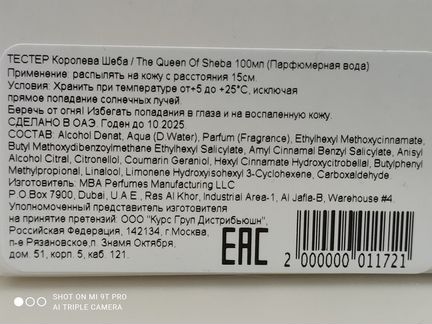 ТЕСТЕР Королева Шеба / The Queen Of Sheba 100мл (Парфюмерная вода)
Применение: распылять на кожу с расстояния 15см.
Условия: Хранить при температуре от+5 до +25°C, исключая
прямое попадание солнечных лучей.
Беречь от огня! Избегать попадания в глаза и на воспаленную кожу.
СДЕЛАНО В ОАЭ. Годен до 10.2025
СОСТАВ: Alcohol Denat, Aqua (D.Water), Parfum (Fragrance), Ethylhexyl Methoxycinnamate,
Butyl Mathoxydibenzoylmethane Ethylhexyl Salicylate, Amyl Cinnamal Benzyl Salicylate, Anisyl
Alcohol Citral, Citronellol, Coumarin Geraniol, Hexyl Cinnamate Hydroxycitrobellal, Butylphenyl
Methylpropional, Linalool, Limonene Hydroxyisohexyl 3-Cyclohexene, Carboxaldehyde
Изготовитель: MBA Perfumes Manufacturing LLC
P.O Box 7900, Dubai, U.A.E., Ras Al Khor, Industrial Area-1, Al Jafla-B, Warehouse #4.
Уполномоченный представитель изготовителя
на принятие претензий: ООО "Курс Груп Дистрибьюшн",
Российская Федерация, 142134, г.Москва,
п-е Рязановское,п. Знамя Октября,
дом 51, корп. 5, каб. 121.
EAC
2 000000 011721
SHOT ON MI 9T PRO
AI TRIPLE CAMERA